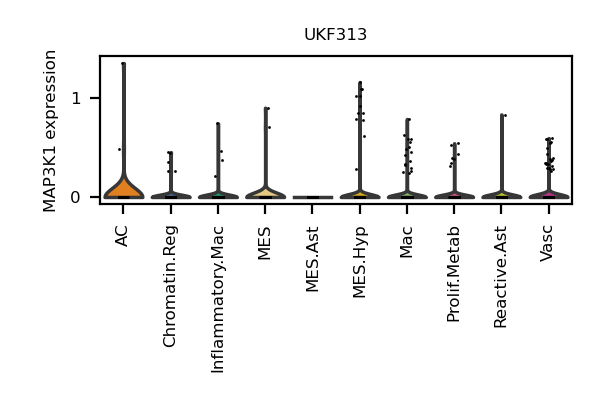 UKF313
MAP3K1 expression
1
0
AC
Chromatin.Reg
Inflammatory.Mac
MES
MES.Ast
MES.Hyp
Mac
Prolif.Metab
Reactive.Ast
Vasc